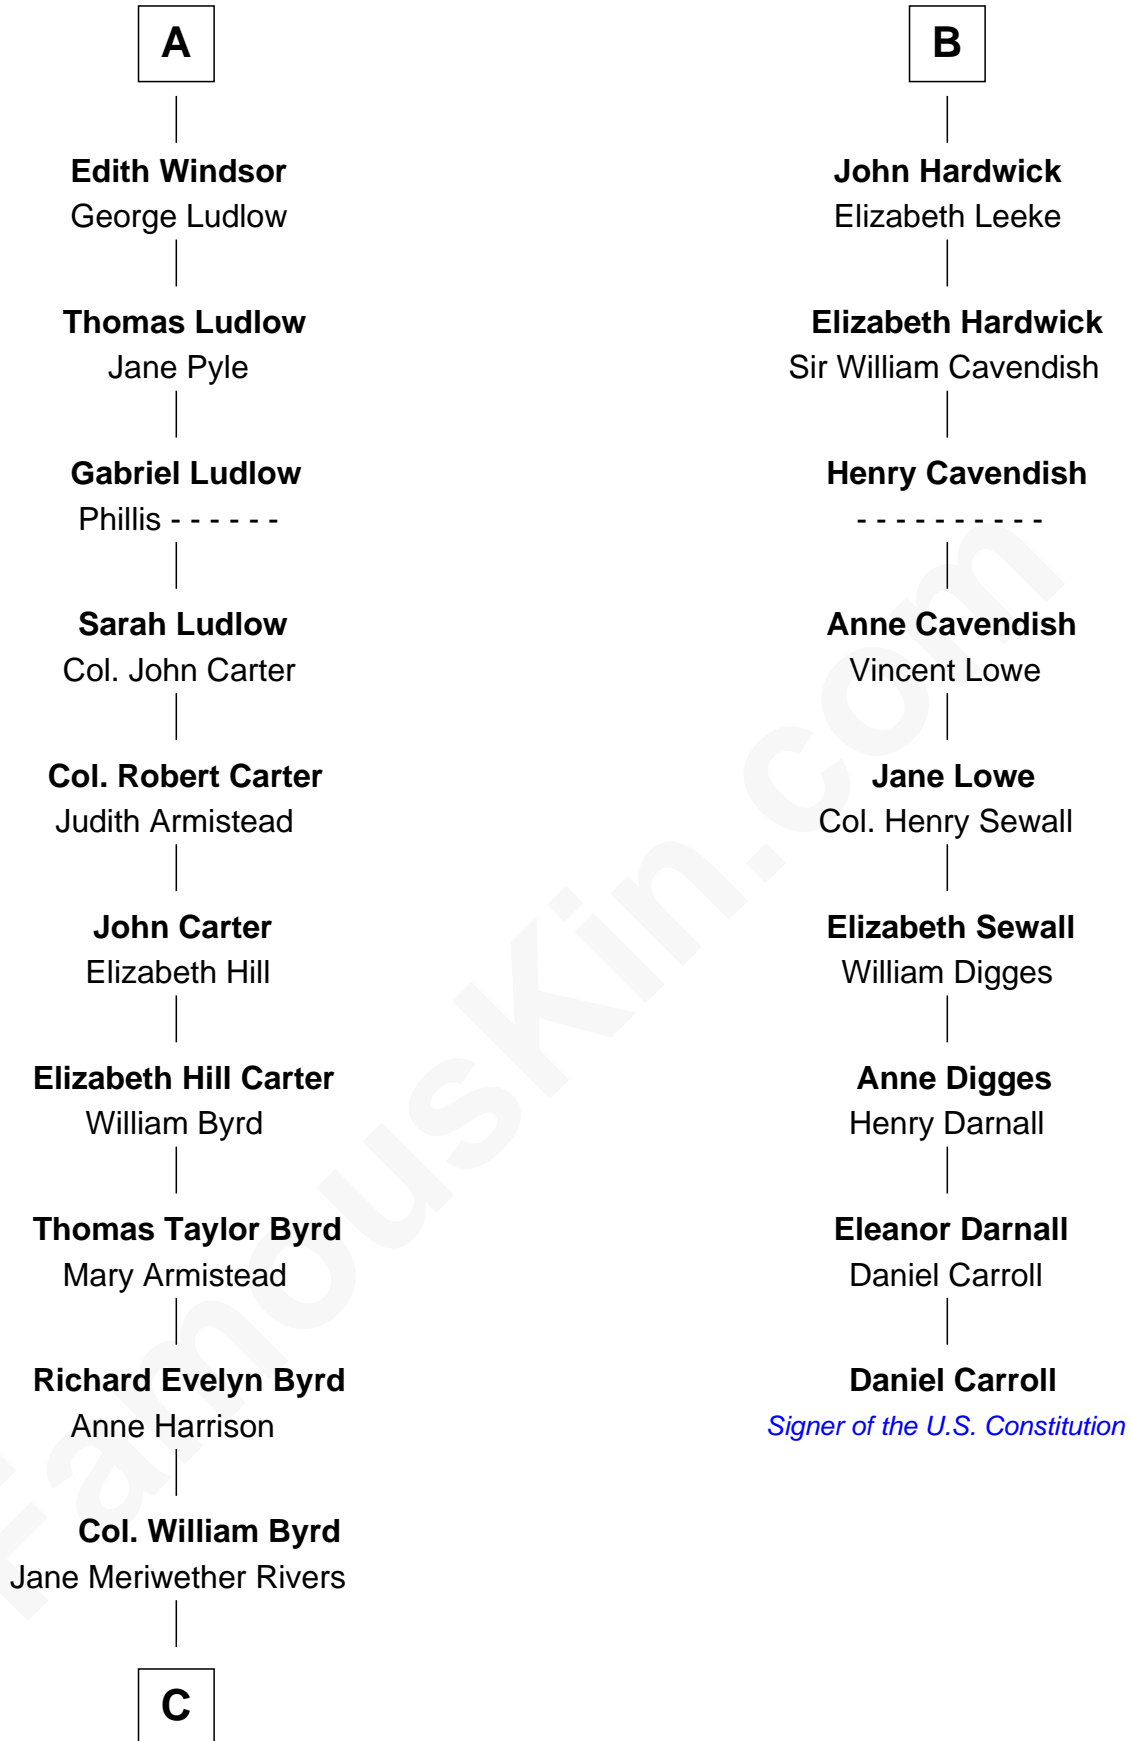 A
Edith Windsor
George Ludlow
Thomas Ludlow
Jane Pyle
Gabriel Ludlow
Phillis - - - - - -
Sarah Ludlow
Col. John Carter
Col. Robert Carter
Judith Armistead
John Carter
Elizabeth Hill
Elizabeth Hill Carter
William Byrd
Thomas Taylor Byrd
Mary Armistead
Richard Evelyn Byrd
Anne Harrison
Col. William Byrd
Jane Meriwether Rivers
C
B
John Hardwick
Elizabeth Leeke
Elizabeth Hardwick
Sir William Cavendish
Henry Cavendish
- - - - - - - - - -
Anne Cavendish
Vincent Lowe
Jane Lowe
Col. Henry Sewall
Elizabeth Sewall
William Digges
Anne Digges
Henry Darnall
Eleanor Darnall
Daniel Carroll
Daniel Carroll
Signer of the U.S. Constitution
FamousKin.com